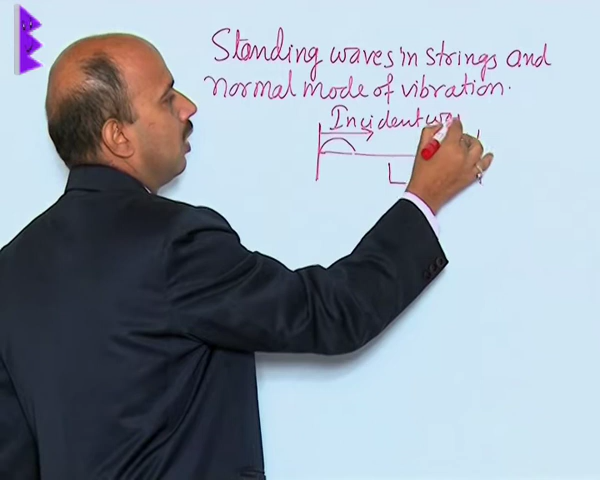 Standing waves in strings and
normal mode of vibration.
Incident
L